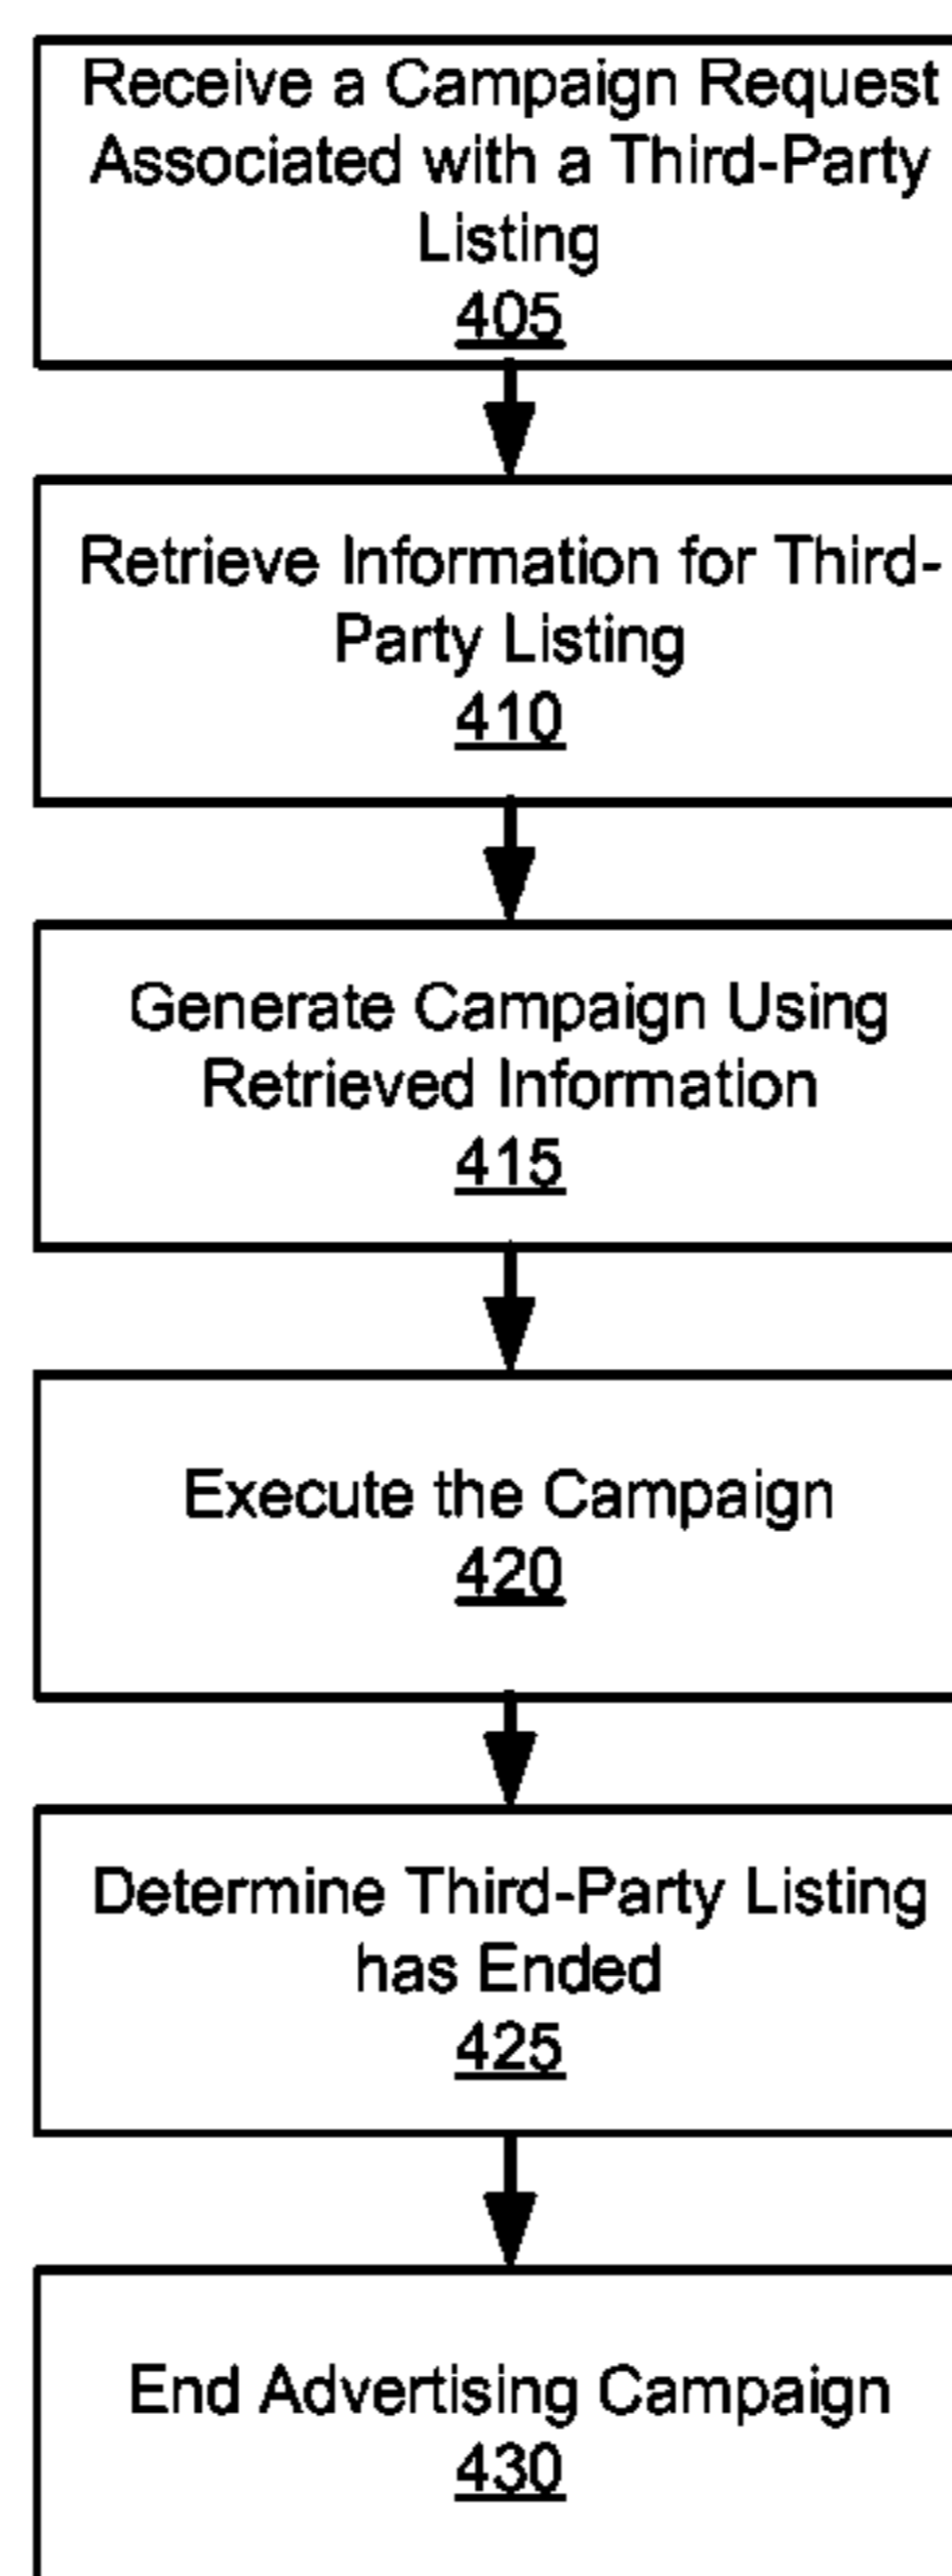 Receive a Campaign Request
Associated with a Third-Party
Listing
405
Retrieve Information for Third-
Party Listing
410
Generate Campaign Using
Retrieved Information
415
Execute the Campaign
420
Determine Third-Party Listing
has Ended
425
End Advertising Campaign
430